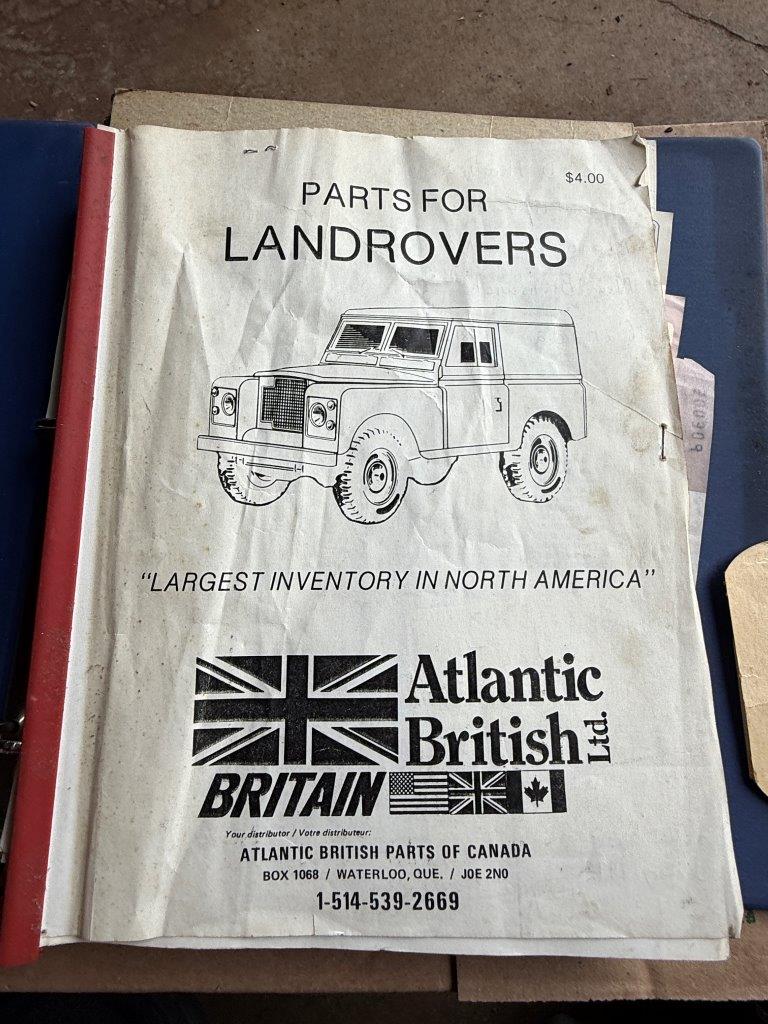 $4.00
PARTS FOR
LANDROVERS
"LARGEST INVENTORY IN NORTH AMERICA"
Atlantic
British Ltd.
BRITAIN
Your distributor / Votre distributeur:
ATLANTIC BRITISH PARTS OF CANADA
BOX 1068 / WATERLOO, QUE. / J0E 2N0
1-514-539-2669